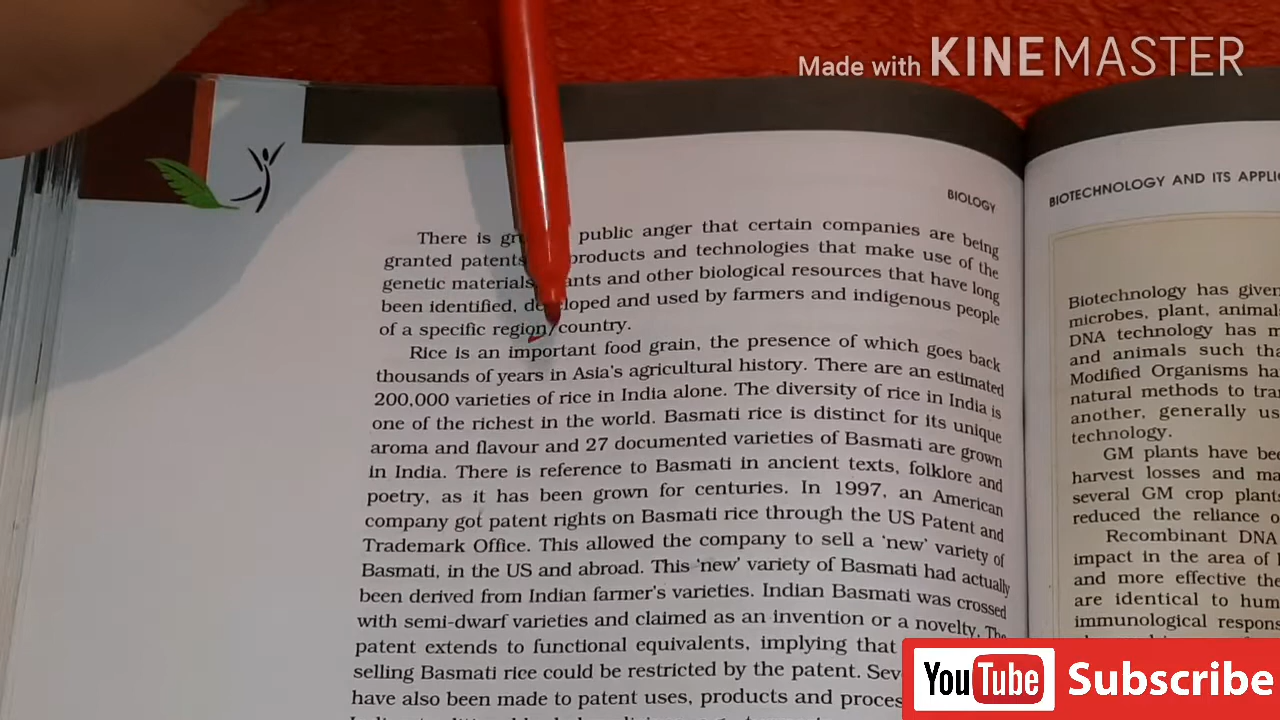 Made with KINEMASTER
BIOLOGY
There is public anger that certain companies are being
granted patents products and technologies that make use of the
genetic materials and other biological resources that have long
been identified, developed and used by farmers and indigenous people
of a specific region/country.
Rice is an important food grain, the presence of which goes back
thousands of years in Asia's agricultural history. There are an estimated
200,000 varieties of rice in India alone. The diversity of rice in India is
one of the richest in the world. Basmati rice is distinct for its unique
aroma and flavour and 27 documented varieties of Basmati are grown
in India. There is reference to Basmati in ancient texts, folklore and
poetry, as it has been grown for centuries. In 1997, an American
company got patent rights on Basmati rice through the US Patent and
Trademark Office. This allowed the company to sell a 'new' variety of
Basmati, in the US and abroad. This 'new' variety of Basmati had actually
been derived from Indian farmer's varieties. Indian Basmati was crossed
with semi-dwarf varieties and claimed as an invention or a novelty. The
patent extends to functional equivalents, implying that
selling Basmati rice could be restricted by the patent.
have also been made to patent uses, products and
BIOTECHNOLOGY AND ITS
Biotechnology has given
microbes, plant,
DNA technology has
and animals such
Modified Organisms
natural methods to
another, generally
technology.
GM plants have
harvest losses and
several GM crop
reduced the reliance
Recombinant DNA
impact in the area of
and more effective
are identical to
immunological
YouTube Subscribe